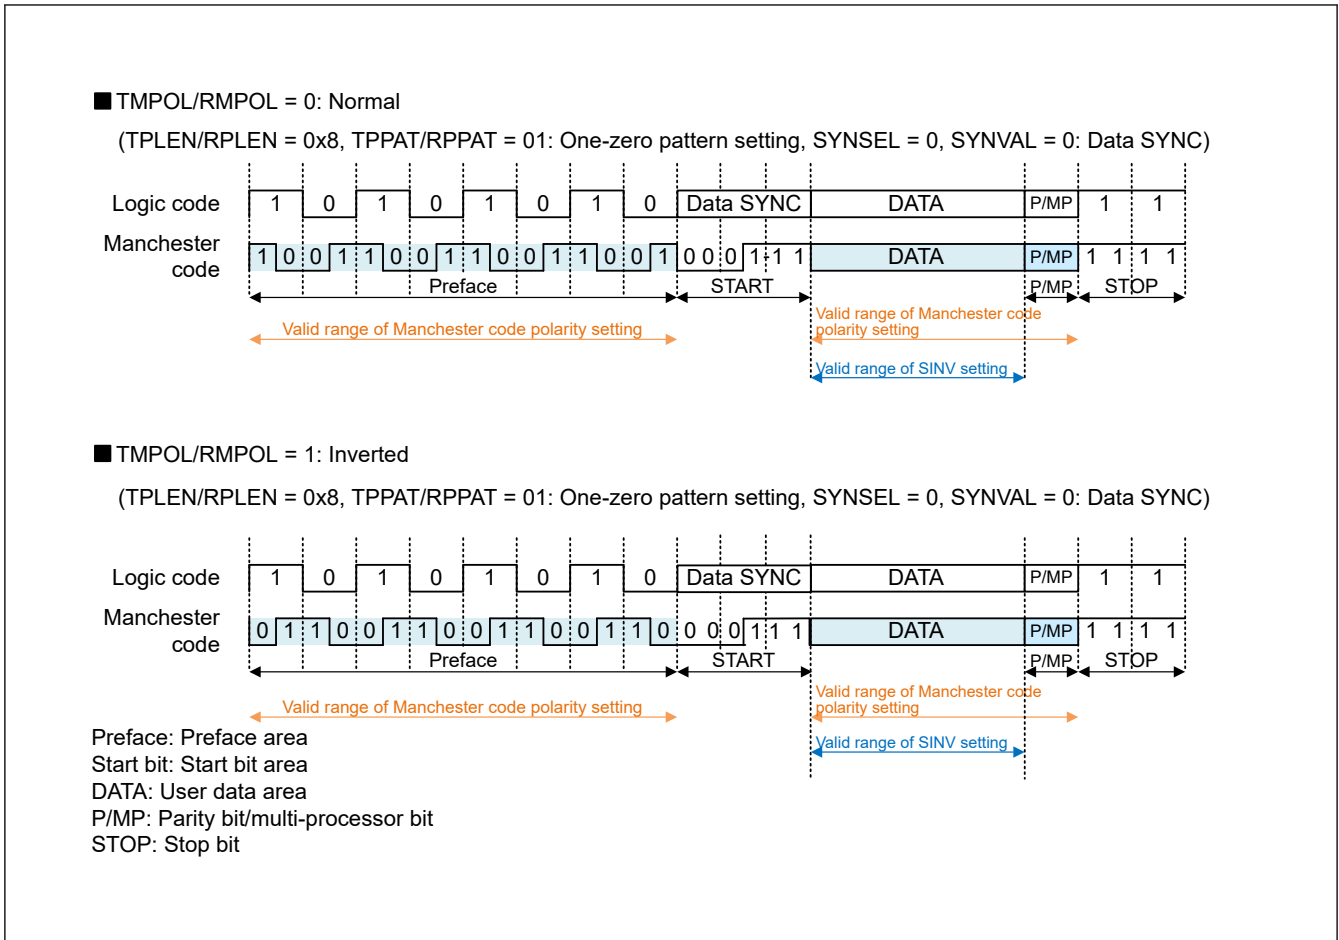 TMPOL/RMPOL = 0: Normal
(TPLEN/RPLEN = 0x8, TPPAT/RPPAT = 01: One-zero pattern setting, SYNSEL = 0, SYNVAL = 0: Data SYNC)
Logic code 1 0 1 0 1 0 1 0 Data SYNC DATA P/MP 1 1
Manchester
code 1 0 0 1 1 0 0 1 1 0 0 1 1 0 0 1 0 0 0 1 1 1 DATA P/MP 1 1 1 1
Preface START P/MP STOP
Valid range of Manchester code polarity setting
Valid range of Manchester code
polarity setting
Valid range of SINV setting
TMPOL/RMPOL = 1: Inverted
(TPLEN/RPLEN = 0x8, TPPAT/RPPAT = 01: One-zero pattern setting, SYNSEL = 0, SYNVAL = 0: Data SYNC)
Logic code 1 0 1 0 1 0 1 0 Data SYNC DATA P/MP 1 1
Manchester
code 0 1 1 0 0 1 1 0 0 1 1 0 0 1 1 0 0 0 0 1 1 1 DATA P/MP 1 1 1 1
Preface START P/MP STOP
Valid range of Manchester code polarity setting
Valid range of Manchester code
polarity setting
Valid range of SINV setting
Preface: Preface area
Start bit: Start bit area
DATA: User data area
P/MP: Parity bit/multi-processor bit
STOP: Stop bit